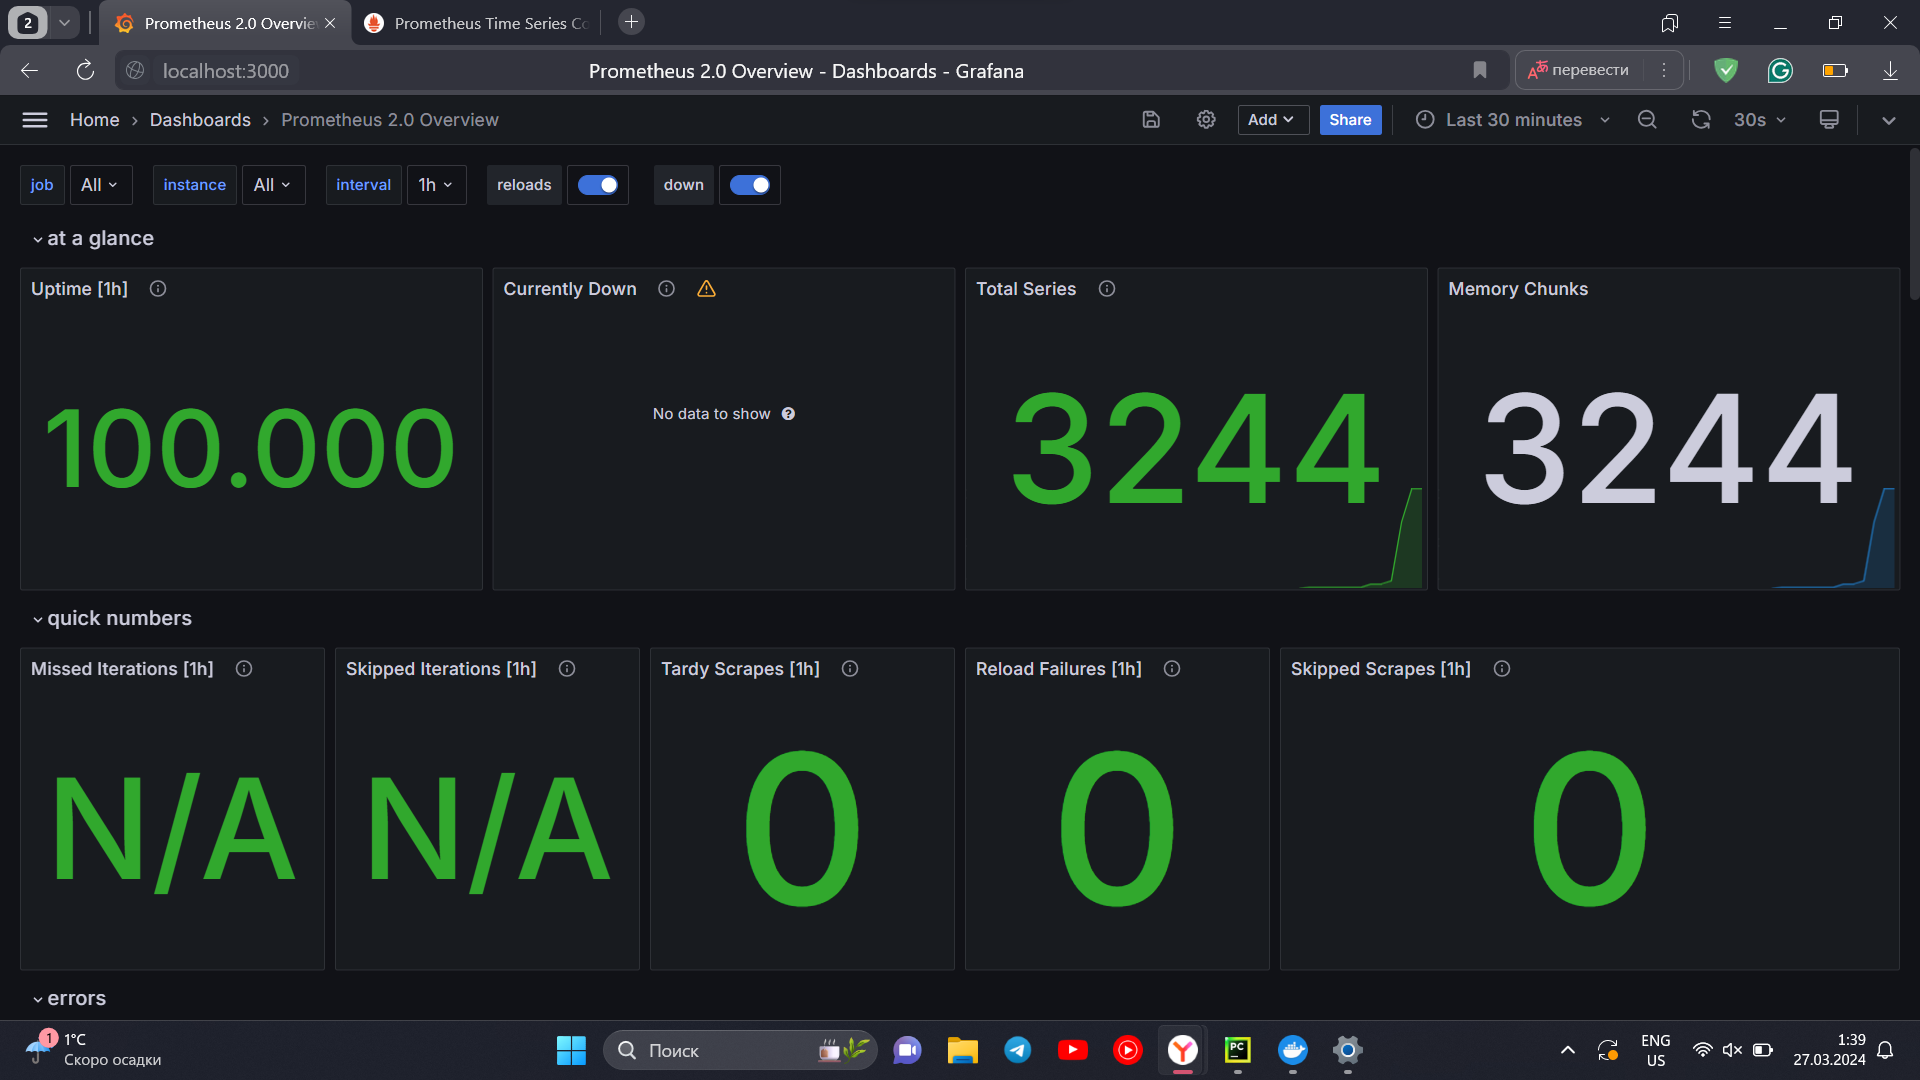 2
Prometheus 2.0 Overvie
Prometheus Time Series Co
localhost:3000
Prometheus 2.0 Overview - Dashboards - Grafana
перевести
Home › Dashboards › Prometheus 2.0 Overview
Add
Share
Last 30 minutes
30s
job
All
instance
All
interval
1h
reloads
down
at a glance
Uptime [1h]
100.000
Currently Down
No data to show
Total Series
3244
Memory Chunks
3244
quick numbers
Missed Iterations [1h]
N/A
Skipped Iterations [1h]
N/A
Tardy Scrapes [1h]
0
Reload Failures [1h]
0
Skipped Scrapes [1h]
0
errors
1
1°C
Скоро осадки
Поиск
PC
ENG
US
1:39
27.03.2024